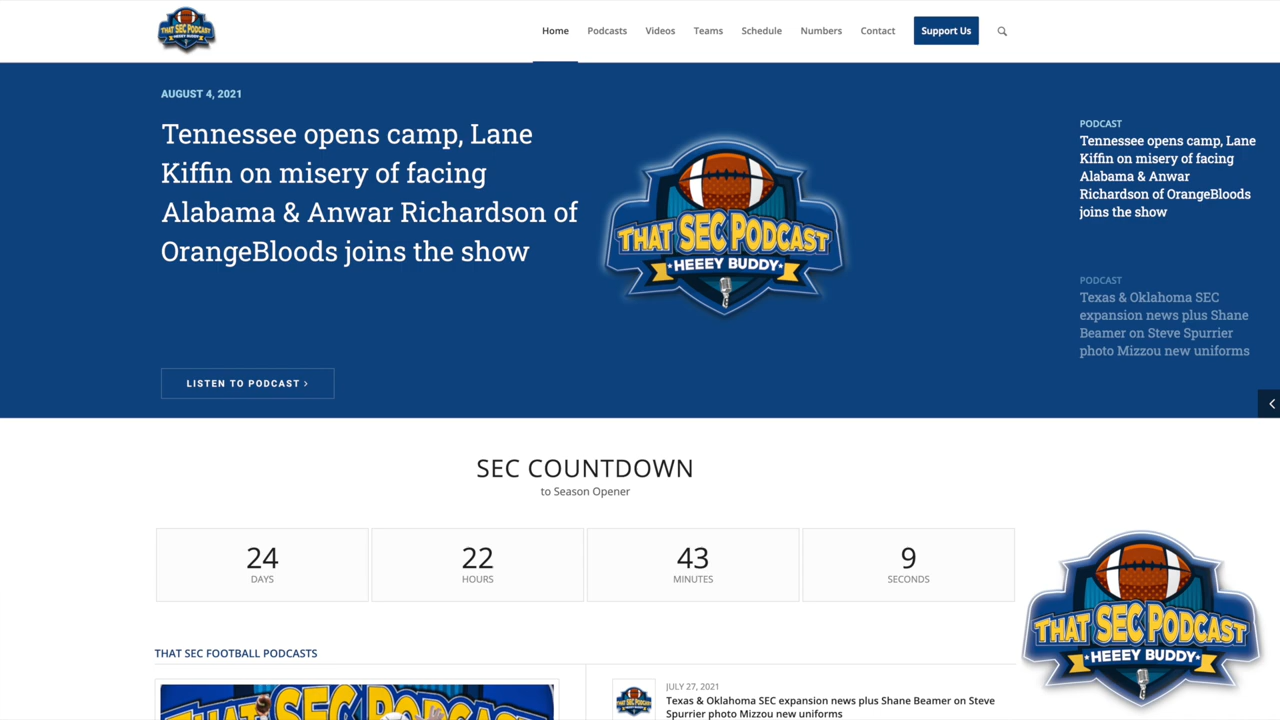 THAT SEC PODCAST
HEEEY BUDDY
Home
Podcasts
Videos
Teams
Schedule
Numbers
Contact
Support Us
AUGUST 4, 2021
Tennessee opens camp, Lane
Kiffin on misery of facing
Alabama & Anwar Richardson of
OrangeBloods joins the show
LISTEN TO PODCAST
THAT SEC PODCAST
HEEEY BUDDY
PODCAST
Tennessee opens camp, Lane
Kiffin on misery of facing
Alabama & Anwar
Richardson of OrangeBloods
joins the show
PODCAST
Texas & Oklahoma SEC
expansion news plus Shane
Beamer on Steve Spurrier
photo Mizzou new uniforms
SEC COUNTDOWN
to Season Opener
24
DAYS
22
HOURS
43
MINUTES
9
SECONDS
THAT SEC PODCAST
HEEEY BUDDY
THAT SEC FOOTBALL PODCASTS
JULY 27, 2021
Texas & Oklahoma SEC expansion news plus Shane Beamer on Steve
Spurrier photo Mizzou new uniforms